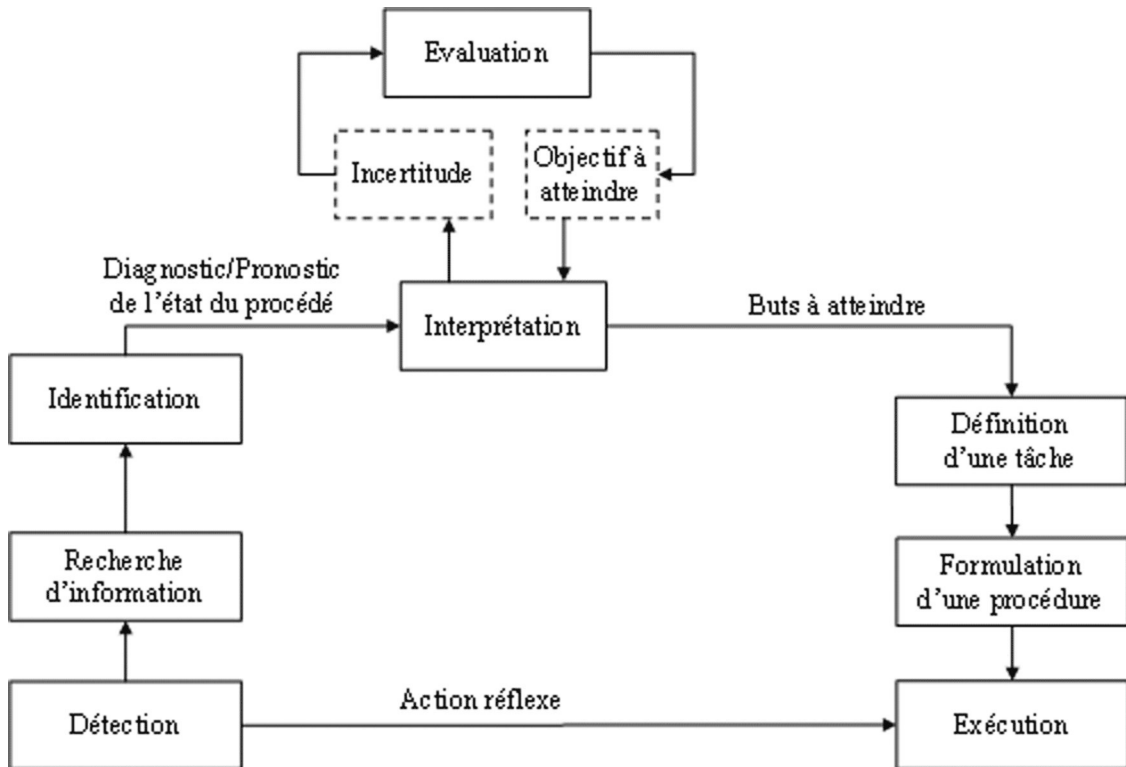 Evaluation
Incertitude
Objectif à
atteindre
Diagnostic/Pronostic
de l'état du procédé
Interprétation
Buts à atteindre
Identification
Définition
d'une tâche
Recherche
d'information
Formulation
d'une procédure
Détection
Action réflexe
Exécution